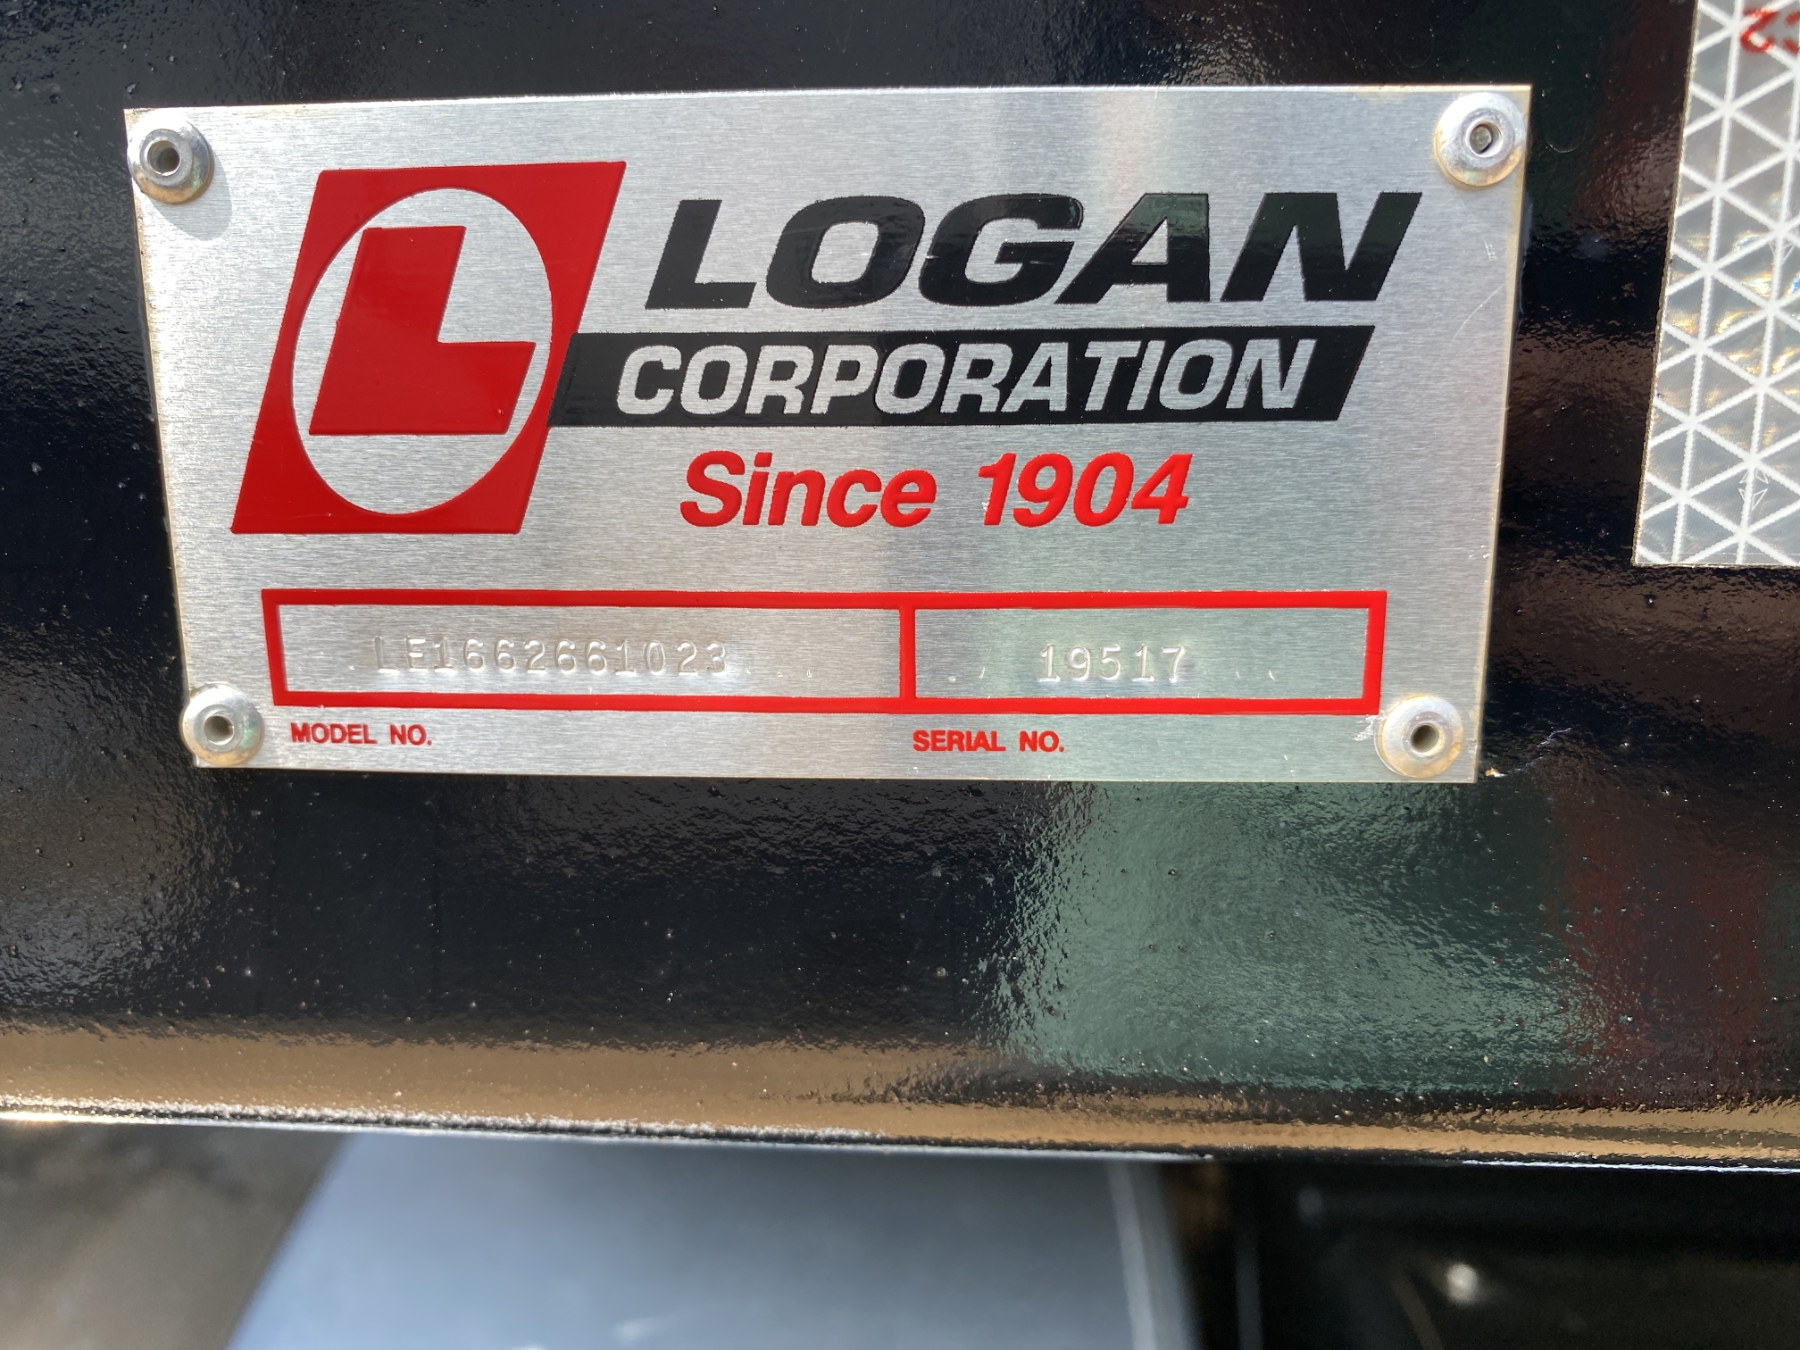 L
LOGAN
CORPORATION
Since 1904
LE1662661023
19517
MODEL NO.
SERIAL NO.